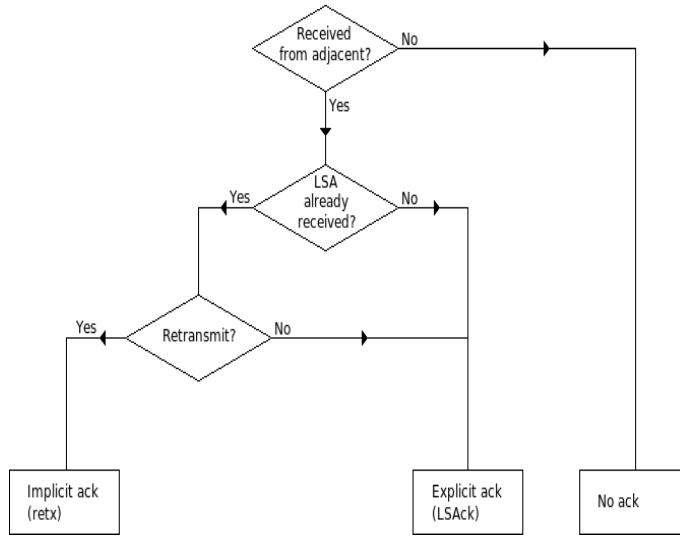 Received
from adjacent?
No
Yes
LSA
already
received?
Yes
No
Retransmit?
Yes
No
Implicit ack
(retx)
Explicit ack
(LSAck)
No ack